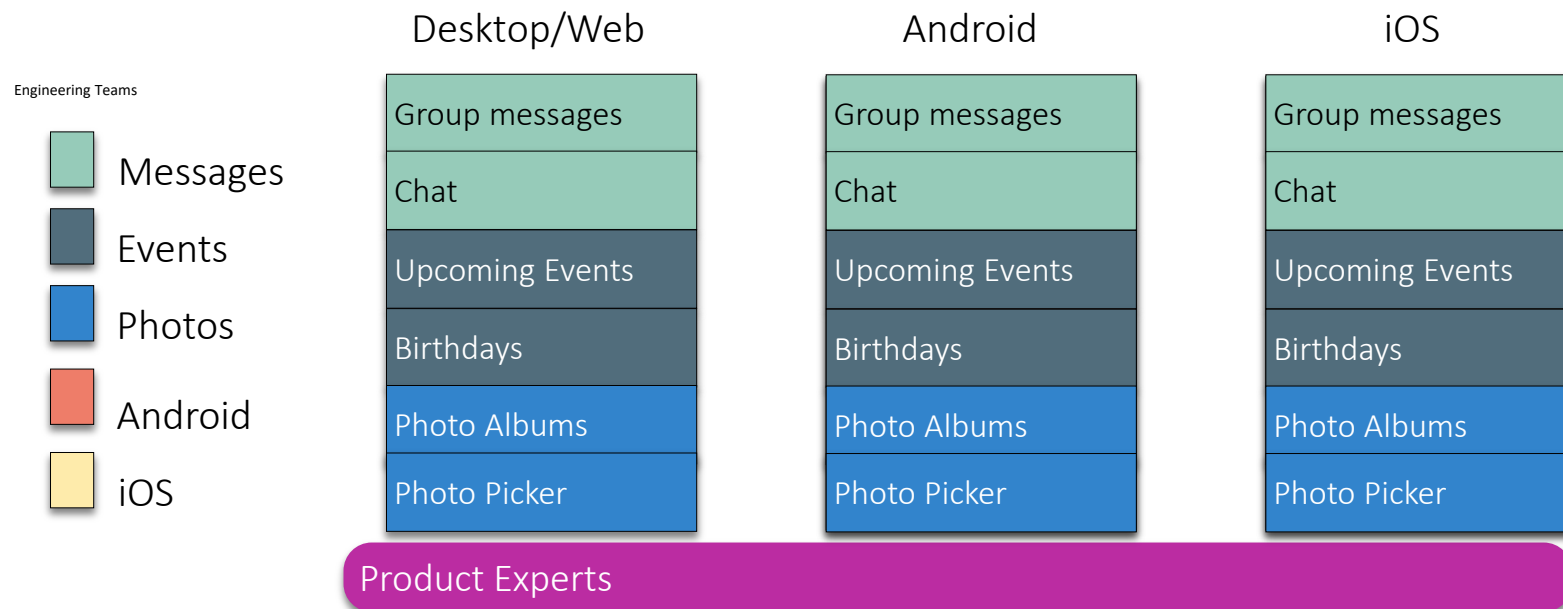 Desktop/Web
Android
iOS
Engineering Teams
Messages
Events
Photos
Android
iOS
Group messages
Chat
Upcoming Events
Birthdays
Photo Albums
Photo Picker
Group messages
Chat
Upcoming Events
Birthdays
Photo Albums
Photo Picker
Group messages
Chat
Upcoming Events
Birthdays
Photo Albums
Photo Picker
Product Experts